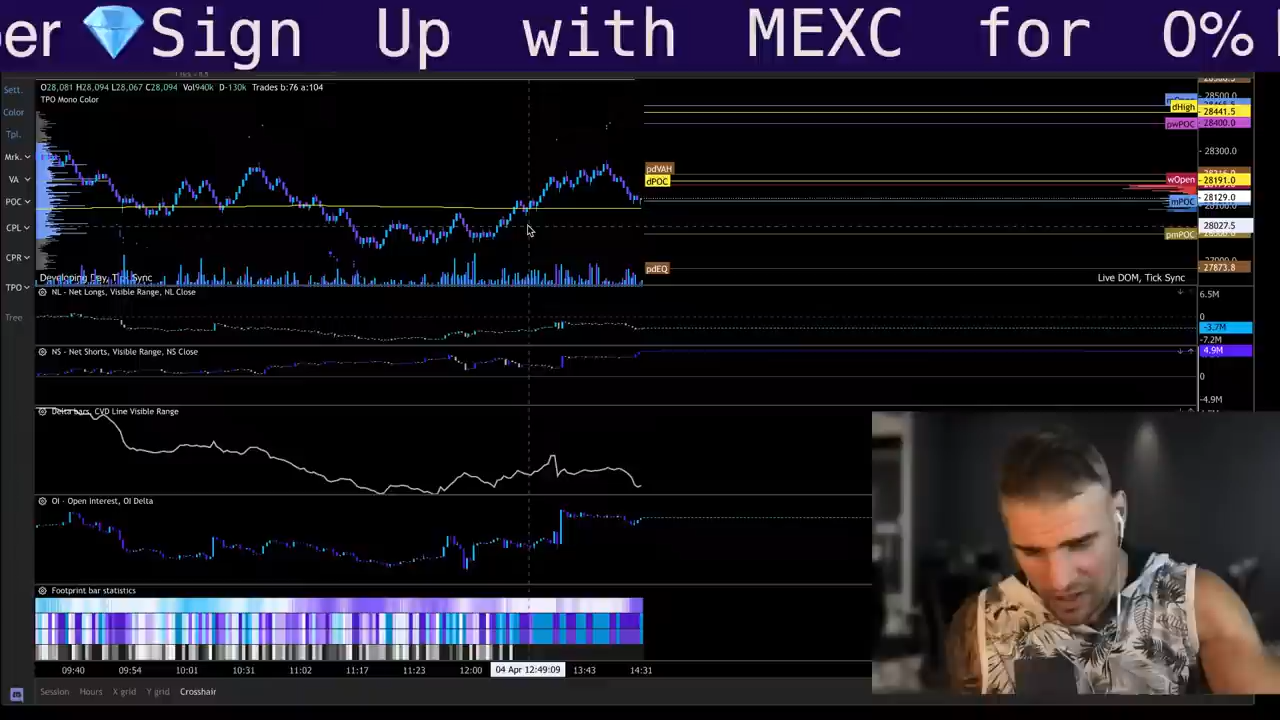 er 💎Sign Up with MEXC for 0%
Sett.
Color
Tpl.
Mrk.
VA
POC
CPL
CPR
TPO
Tree
O28,081 H28,094 L28,067 C28,094 Vol940k D-130k Trades b:76 a:104
TPO Mono Color
Developing Day, Tick Sync
Live DOM, Tick Sync
pdVAH
dPOC
pdEQ
dHigh
pwPOC
wOpen
mPOC
pmPOC
28500.0
28441.5
28400.0
28300.0
28191.0
28129.0
28027.5
27873.8
NL - Net Longs, Visible Range, NL Close
6.5M
0
-3.7M
-7.2M
NS - Net Shorts, Visible Range, NS Close
4.9M
0
-4.9M
Delta bars, CVD Line Visible Range
OI - Open Interest, OI Delta
Footprint bar statistics
09:40 09:54 10:01 10:31 11:02 11:17 11:37 12:00 04 Apr 12:49:09 13:43 14:31
Session Hours X grid Y grid Crosshair